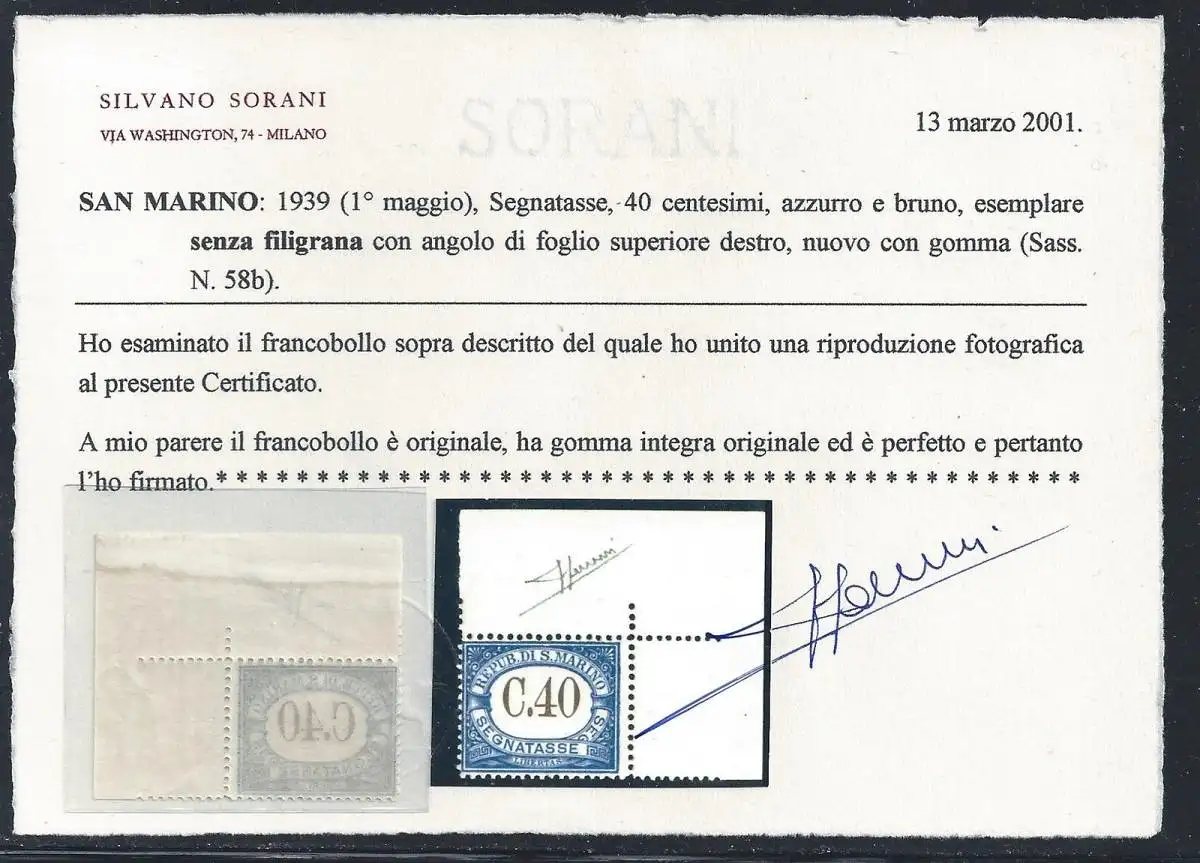 SILVANO SORANI
VIA WASHINGTON, 74 - MILANO
SORANI
13 marzo 2001.
SAN MARINO: 1939 (1° maggio), Segnatasse, 40 centesimi, azzurro e bruno, esemplare
senza filigrana con angolo di foglio superiore destro, nuovo con gomma (Sass.
N. 58b).
Ho esaminato il francobollo sopra descritto del quale ho unito una riproduzione fotografica
al presente Certificato.
A mio parere il francobollo è originale, ha gomma integra originale ed è perfetto e pertanto
l'ho firmato. * * * * * * * * * * * * * * * * * * * * * * * * * * * * * * * * * * * * * * * * * * *
C.40
REPUB. DI S. MARINO
C.40
SEGNATASSE
LIBERTAS